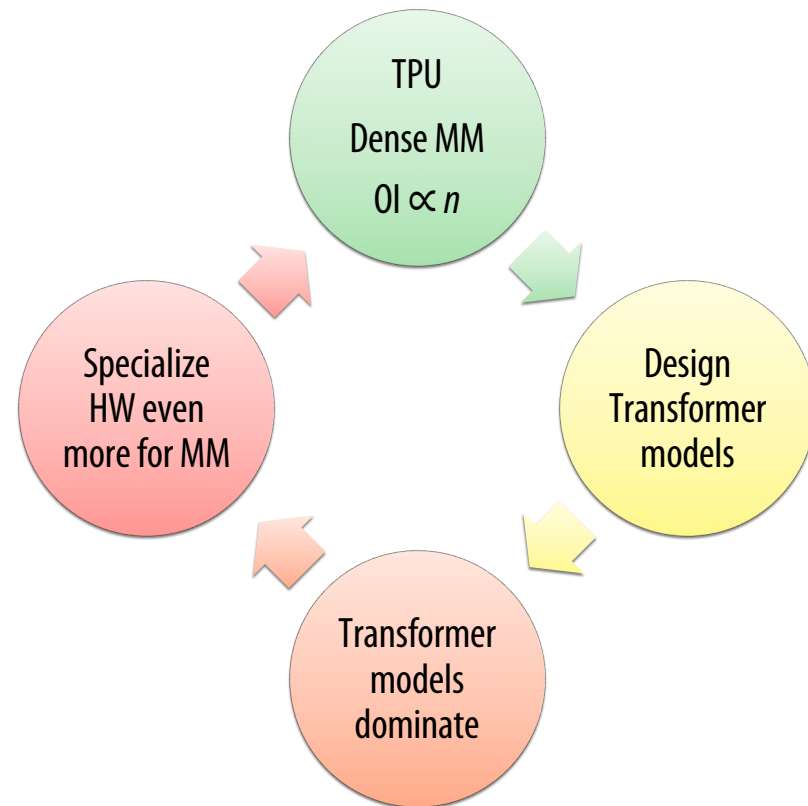 TPU
Dense MM
OI ∝ n
Design
Transformer
models
Transformer
models
dominate
Specialize
HW even
more for MM